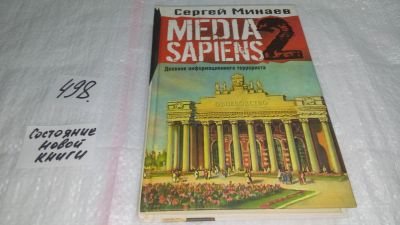 498.
Состояние
новой
книги
Сергей Минаев
MEDIA
SAPIENS
2
Дневник информационного террориста